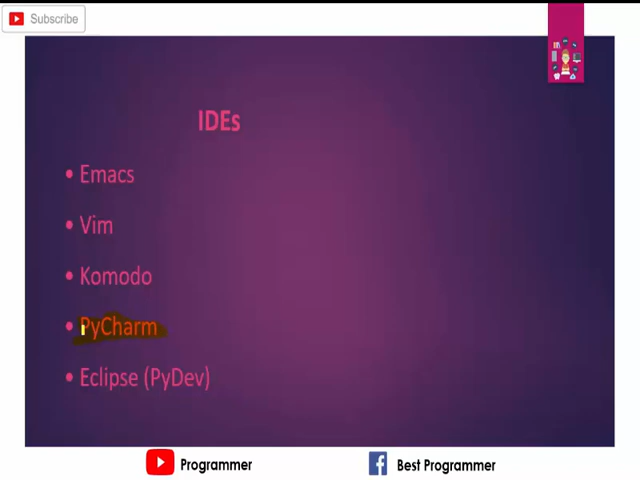 Subscribe
IDEs
• Emacs
• Vim
• Komodo
• PyCharm
• Eclipse (PyDev)
Programmer
Best Programmer